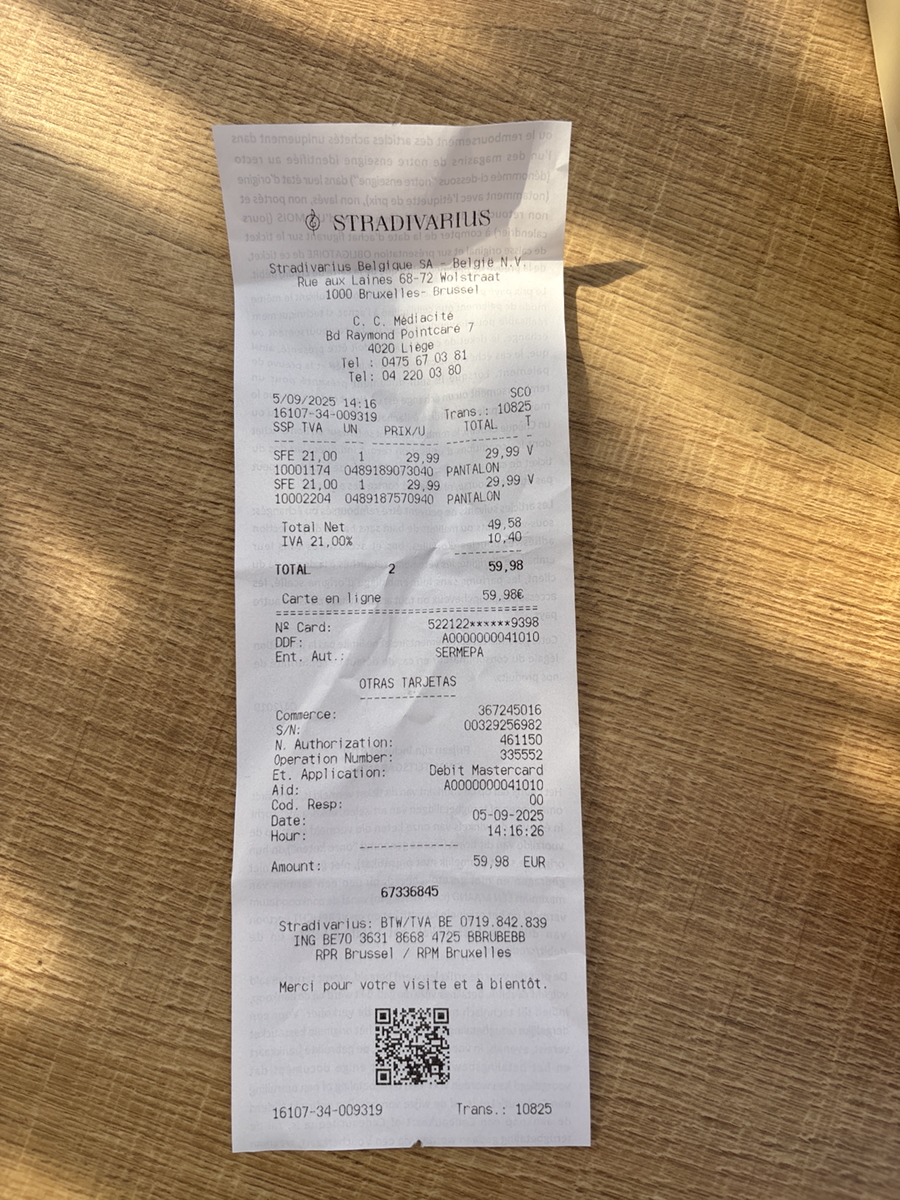 STRADIVARIUS
Stradivarius Belgique SA - België N.V.
Rue aux Laines 68-72 Wolstraat
1000 Bruxelles- Brussel
C. C. Médiacité
Bd Raymond Pointcaré 7
4020 Liège
Tel : 0475 67 03 81
Tel: 04 220 03 80
SCO
5/09/2025 14:16
16107-34-009319 Trans.: 10825
SSP TVA UN PRIX/U TOTAL T
SFE 21,00 1 29,99 29,99 V
10001174 0489189073040 PANTALON
SFE 21,00 1 29,99 29,99 V
10002204 0489187570940 PANTALON
Total Net 49,58
IVA 21,00% 10,40
TOTAL 2 59,98
Carte en ligne 59,98€
Nº Card: 522122******9398
DDF: A0000000041010
Ent. Aut.: SERMEPA
OTRAS TARJETAS
Commerce: 367245016
S/N: 00329256982
N. Authorization: 461150
Operation Number: 335552
Et. Application: Debit Mastercard
Aid: A0000000041010
Cod. Resp: 00
Date: 05-09-2025
Hour: 14:16:26
Amount: 59,98 EUR
67336845
Stradivarius: BTW/TVA BE 0719.842.839
ING BE70 3631 8668 4725 BBRUBEBB
RPR Brussel / RPM Bruxelles
Merci pour votre visite et à bientôt.
16107-34-009319 Trans.: 10825